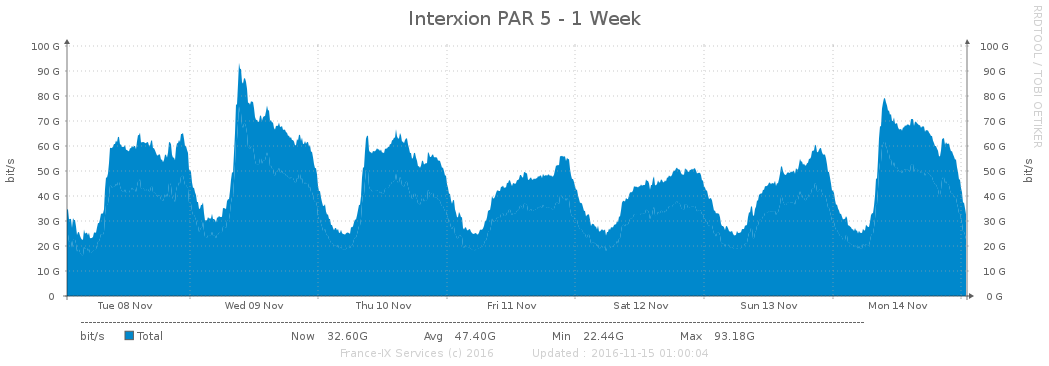 Interxion PAR 5 - 1 Week
RRDTOOL / TOBI OETIKER
bit/s
100 G 100 G
90 G 90 G
80 G 80 G
70 G 70 G
60 G 60 G
50 G 50 G
40 G 40 G
30 G 30 G
20 G 20 G
10 G 10 G
0 0 G
bit/s
Tue 08 Nov Wed 09 Nov Thu 10 Nov Fri 11 Nov Sat 12 Nov Sun 13 Nov Mon 14 Nov
bit/s Total Now 32.60G Avg 47.40G Min 22.44G Max 93.18G
France-IX Services (c) 2016 Updated : 2016-11-15 01:00:04